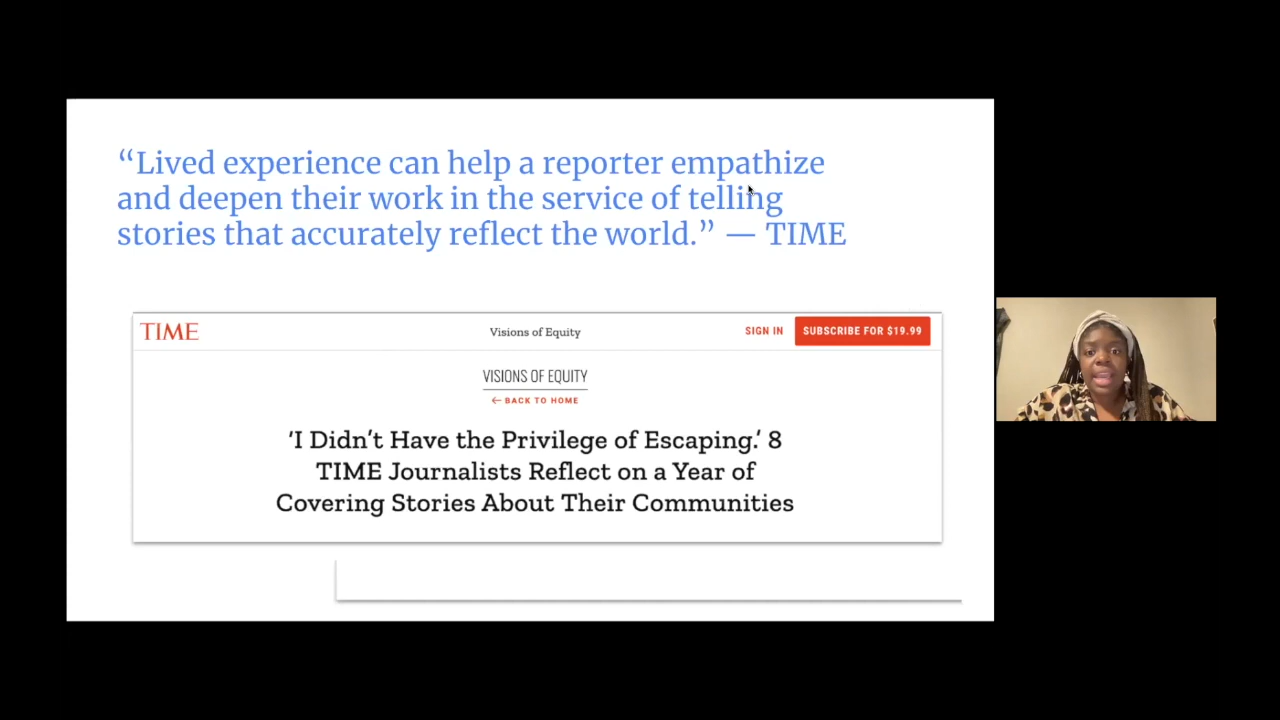 “Lived experience can help a reporter empathize
and deepen their work in the service of telling
stories that accurately reflect the world.” — TIME
TIME
Visions of Equity
SIGN IN
SUBSCRIBE FOR $19.99
VISIONS OF EQUITY
← BACK TO HOME
‘I Didn’t Have the Privilege of Escaping.’ 8
TIME Journalists Reflect on a Year of
Covering Stories About Their Communities